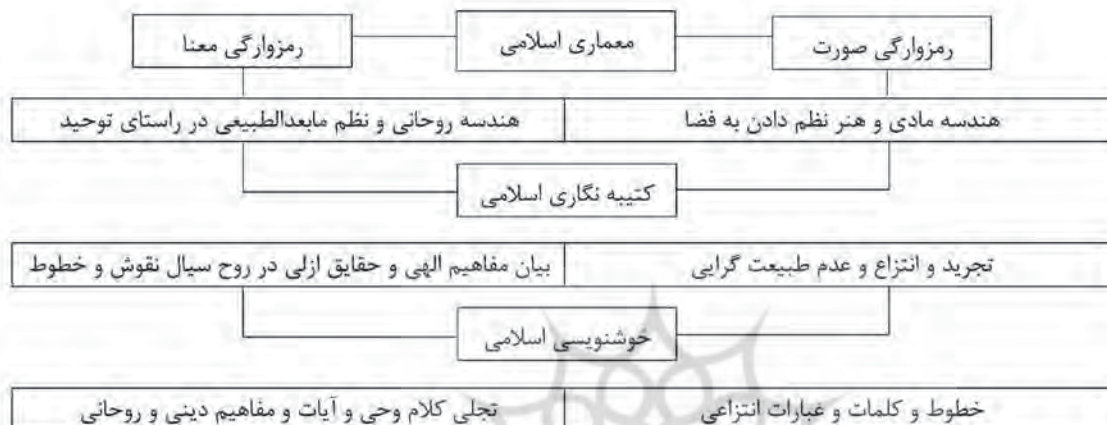 رمزوارگی صورت
معماری اسلامی
رمزوارگی معنا
هندسه مادی و هنر نظم دادن به فضا
هندسه روحانی و نظم مابعدالطبیعی در راستای توحید
کتیبه نگاری اسلامی
تجرید و انتزاع و عدم طبیعت گرایی
بیان مفاهیم الهی و حقایق ازلی در روح سیال نقوش و خطوط
خوشنویسی اسلامی
خطوط و کلمات و عبارات انتزاعی
تجلی کلام وحی و آیات و مفاهیم دینی و روحانی